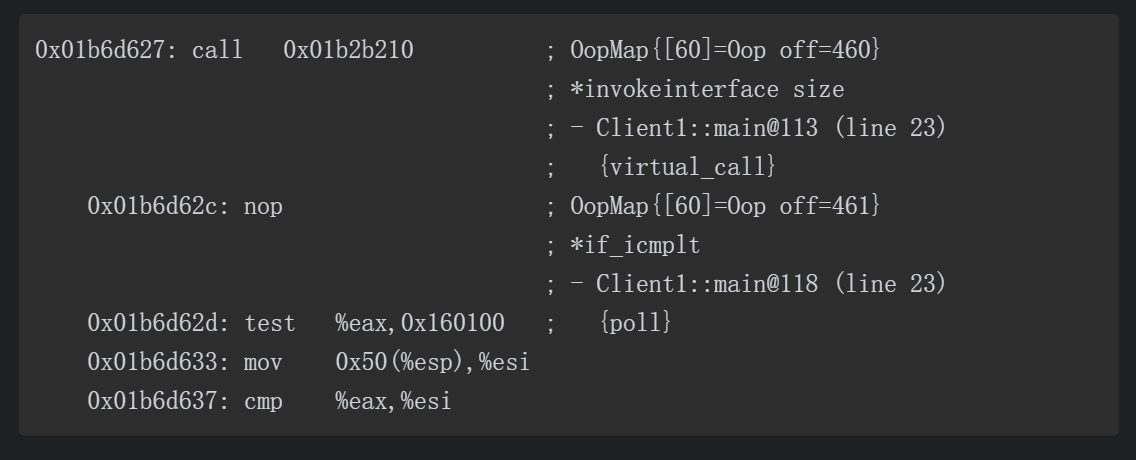 0x01b6d627: call   0x01b2b210          ; OopMap{[60]=Oop off=460}
                                       ; *invokeinterface size
                                       ; - Client1::main@113 (line 23)
                                       ;   {virtual_call}
    0x01b6d62c: nop                    ; OopMap{[60]=Oop off=461}
                                       ; *if_icmplt
                                       ; - Client1::main@118 (line 23)
    0x01b6d62d: test   %eax,0x160100   ;   {poll}
    0x01b6d633: mov    0x50(%esp),%esi
    0x01b6d637: cmp    %eax,%esi